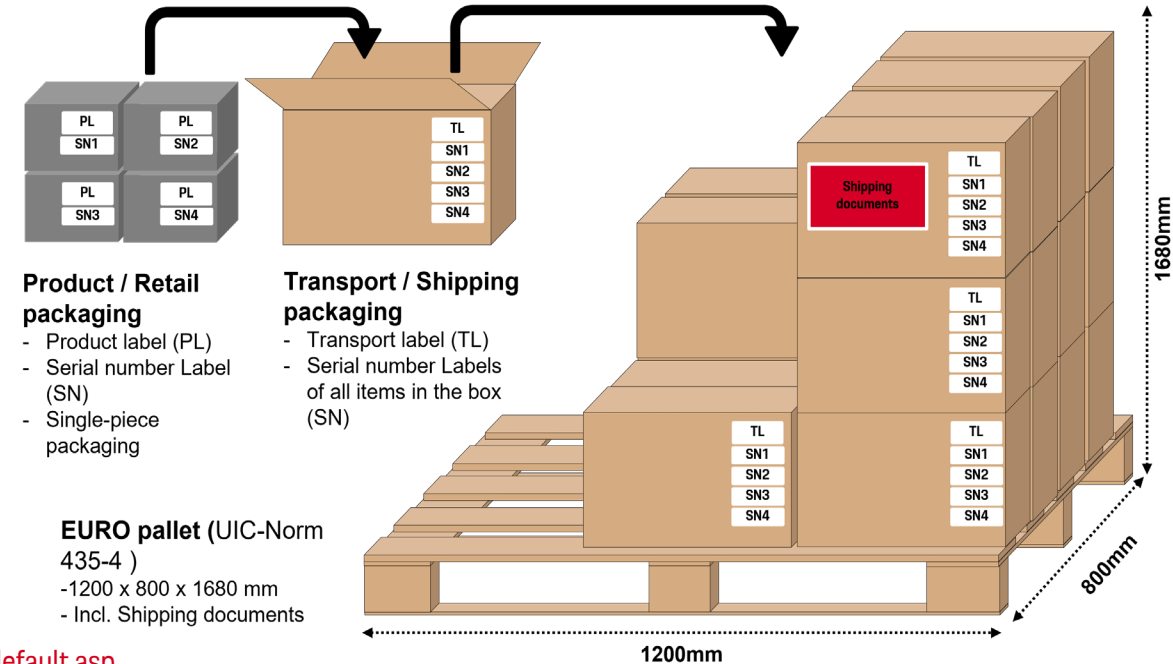 PL
SN1
PL
SN2
PL
SN3
PL
SN4
TL
SN1
SN2
SN3
SN4
Shipping
documents
TL
SN1
SN2
SN3
SN4
TL
SN1
SN2
SN3
SN4
TL
SN1
SN2
SN3
SN4
TL
SN1
SN2
SN3
SN4
1680mm
800mm
1200mm
Product / Retail
packaging
- Product label (PL)
- Serial number Label
(SN)
- Single-piece
packaging
Transport / Shipping
packaging
- Transport label (TL)
- Serial number Labels
of all items in the box
(SN)
EURO pallet (UIC-Norm
435-4 )
-1200 x 800 x 1680 mm
- Incl. Shipping documents
default.asp